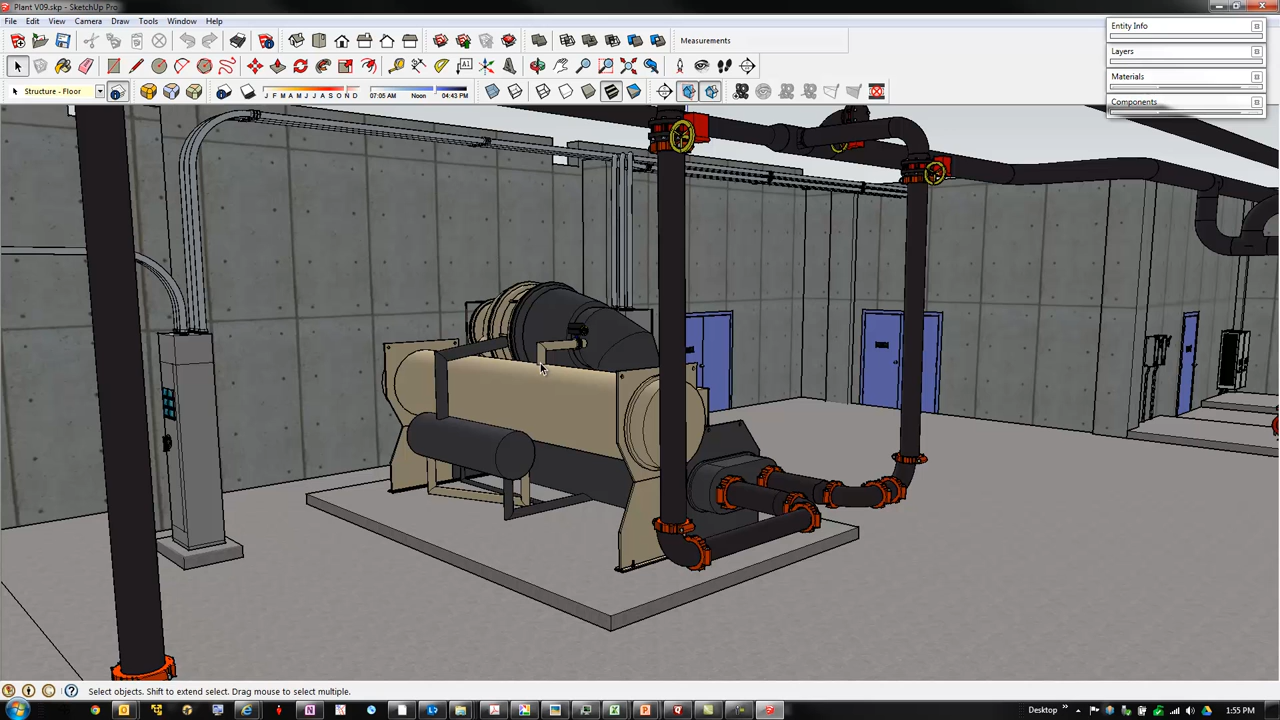 Plant V09.skp - SketchUp Pro
File Edit View Camera Draw Tools Window Help
Measurements
Structure - Floor
J F M A M J J A S O N D
07:05 AM Noon 04:43 PM
Entity Info
Layers
Materials
Components
Select objects. Shift to extend select. Drag mouse to select multiple.
Desktop
1:55 PM